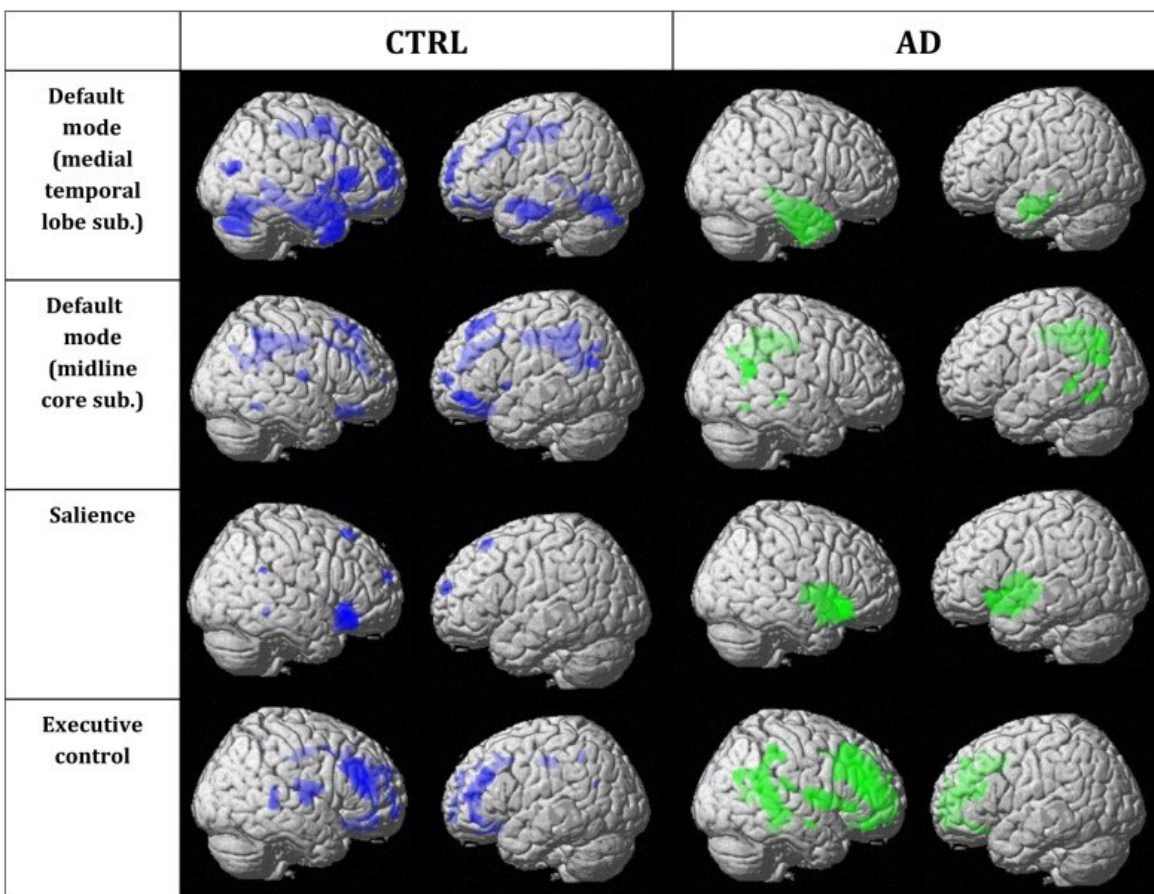 CTRL
AD
Default
mode
(medial
temporal
lobe sub.)
Default
mode
(midline
core sub.)
Salience
Executive
control